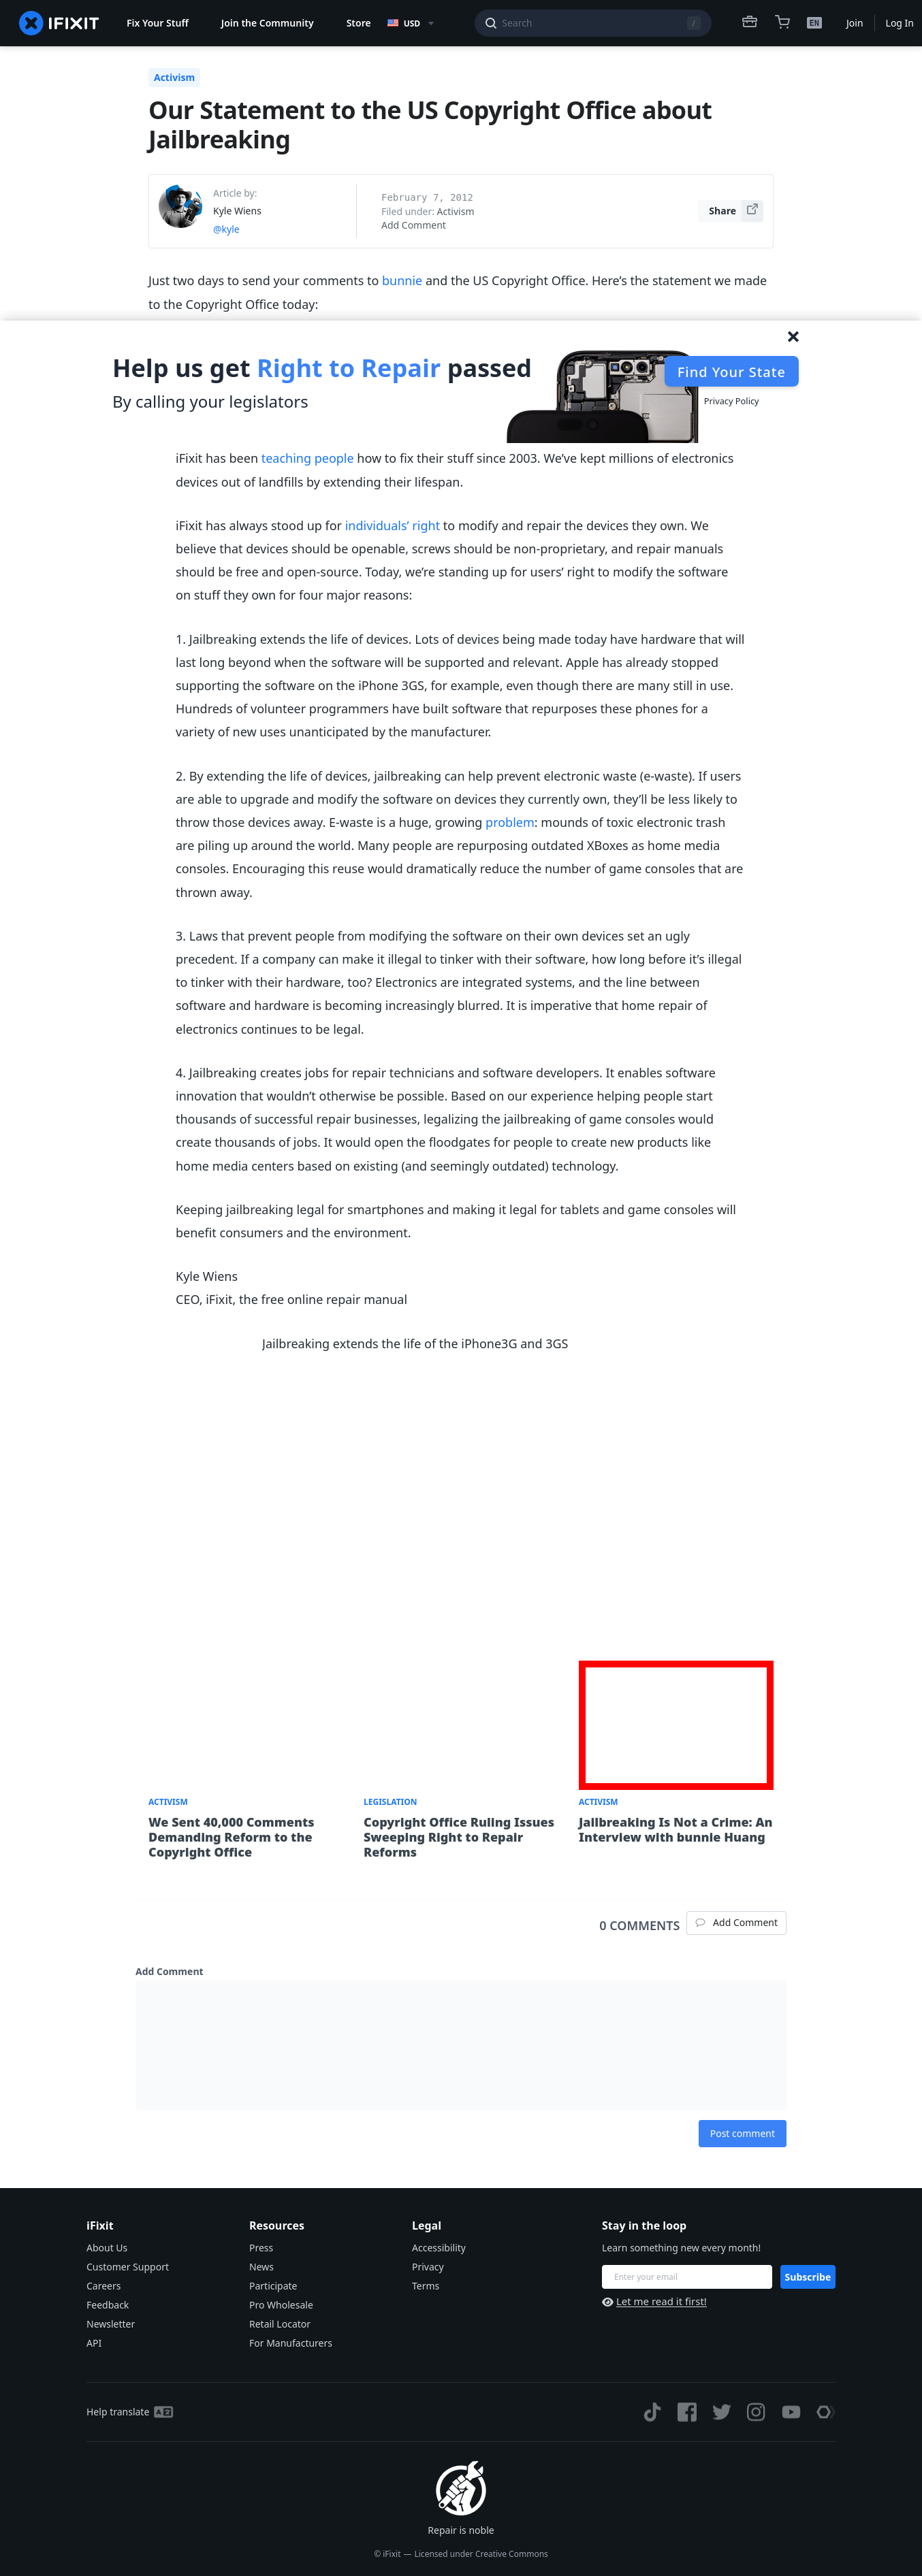 IFIXIT
Fix Your Stuff
Join the Community
Store
USD
Search
/
EN
Join
Log In
Activism
Our Statement to the US Copyright Office about
Jailbreaking
Article by:
Kyle Wiens
@kyle
February 7, 2012
Filed under: Activism
Add Comment
Share
Just two days to send your comments to bunnie and the US Copyright Office. Here’s the statement we made
to the Copyright Office today:
Help us get Right to Repair passed
By calling your legislators
Find Your State
Privacy Policy
iFixit has been teaching people how to fix their stuff since 2003. We’ve kept millions of electronics
devices out of landfills by extending their lifespan.
iFixit has always stood up for individuals’ right to modify and repair the devices they own. We
believe that devices should be openable, screws should be non-proprietary, and repair manuals
should be free and open-source. Today, we’re standing up for users’ right to modify the software
on stuff they own for four major reasons:
1. Jailbreaking extends the life of devices. Lots of devices being made today have hardware that will
last long beyond when the software will be supported and relevant. Apple has already stopped
supporting the software on the iPhone 3GS, for example, even though there are many still in use.
Hundreds of volunteer programmers have built software that repurposes these phones for a
variety of new uses unanticipated by the manufacturer.
2. By extending the life of devices, jailbreaking can help prevent electronic waste (e-waste). If users
are able to upgrade and modify the software on devices they currently own, they’ll be less likely to
throw those devices away. E-waste is a huge, growing problem: mounds of toxic electronic trash
are piling up around the world. Many people are repurposing outdated XBoxes as home media
consoles. Encouraging this reuse would dramatically reduce the number of game consoles that are
thrown away.
3. Laws that prevent people from modifying the software on their own devices set an ugly
precedent. If a company can make it illegal to tinker with their software, how long before it’s illegal
to tinker with their hardware, too? Electronics are integrated systems, and the line between
software and hardware is becoming increasingly blurred. It is imperative that home repair of
electronics continues to be legal.
4. Jailbreaking creates jobs for repair technicians and software developers. It enables software
innovation that wouldn’t otherwise be possible. Based on our experience helping people start
thousands of successful repair businesses, legalizing the jailbreaking of game consoles would
create thousands of jobs. It would open the floodgates for people to create new products like
home media centers based on existing (and seemingly outdated) technology.
Keeping jailbreaking legal for smartphones and making it legal for tablets and game consoles will
benefit consumers and the environment.
Kyle Wiens
CEO, iFixit, the free online repair manual
Jailbreaking extends the life of the iPhone3G and 3GS
ACTIVISM
We Sent 40,000 Comments
Demanding Reform to the
Copyright Office
LEGISLATION
Copyright Office Ruling Issues
Sweeping Right to Repair
Reforms
ACTIVISM
Jailbreaking Is Not a Crime: An
Interview with bunnie Huang
0 COMMENTS
Add Comment
Add Comment
Post comment
iFixit
About Us
Customer Support
Careers
Feedback
Newsletter
API
Resources
Press
News
Participate
Pro Wholesale
Retail Locator
For Manufacturers
Legal
Accessibility
Privacy
Terms
Stay in the loop
Learn something new every month!
Enter your email
Subscribe
Let me read it first!
Help translate
Repair is noble
© iFixit — Licensed under Creative Commons